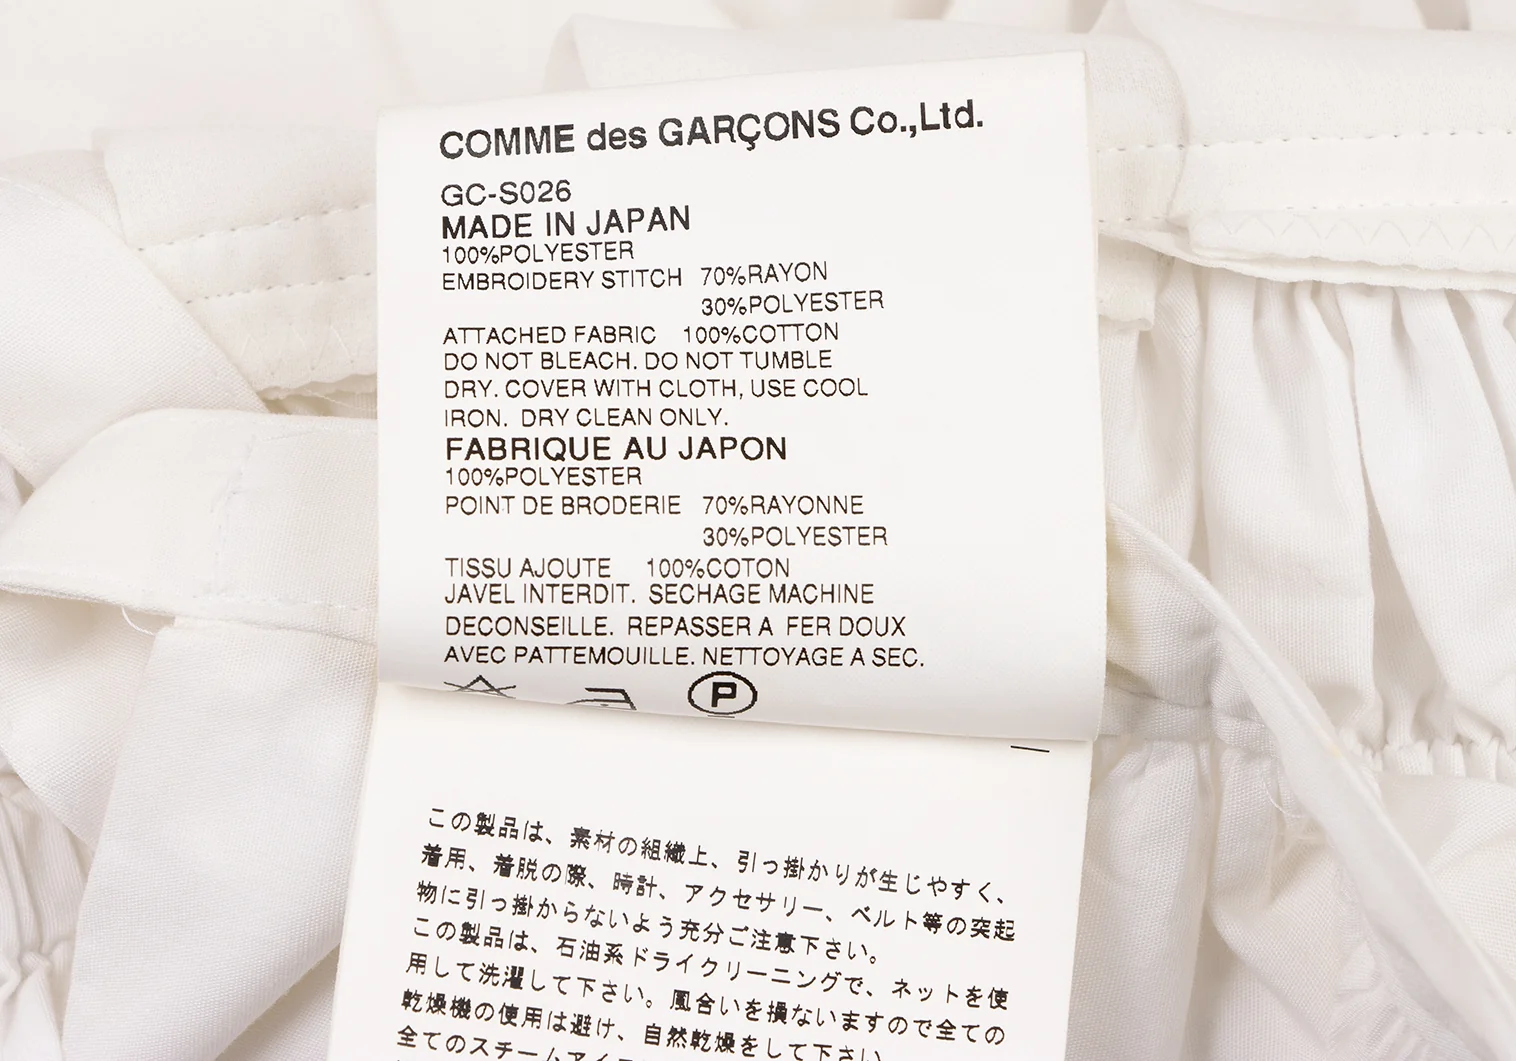 COMME des GARÇONS Co.,Ltd.
GC-S026
MADE IN JAPAN
100%POLYESTER
EMBROIDERY STITCH 70%RAYON
30%POLYESTER
ATTACHED FABRIC 100%COTTON
DO NOT BLEACH. DO NOT TUMBLE
DRY. COVER WITH CLOTH, USE COOL
IRON. DRY CLEAN ONLY.
FABRIQUE AU JAPON
100%POLYESTER
POINT DE BRODERIE 70%RAYONNE
30%POLYESTER
TISSU AJOUTE 100%COTON
JAVEL INTERDIT. SECHAGE MACHINE
DECONSEILLE. REPASSER A FER DOUX
AVEC PATTEMOUILLE. NETTOYAGE A SEC.
P
この製品は、素材の組織上、引っ掛かりが生じやすく、
着用、着脱の際、時計、アクセサリー、ベルト等の突起
物に引っ掛からないよう充分ご注意下さい。
この製品は、石油系ドライクリーニングで、ネットを使
用して洗濯して下さい。風合いを損ないますので全ての
乾燥機の使用は避け、自然乾燥をして下さい。
全てのスチームアイ